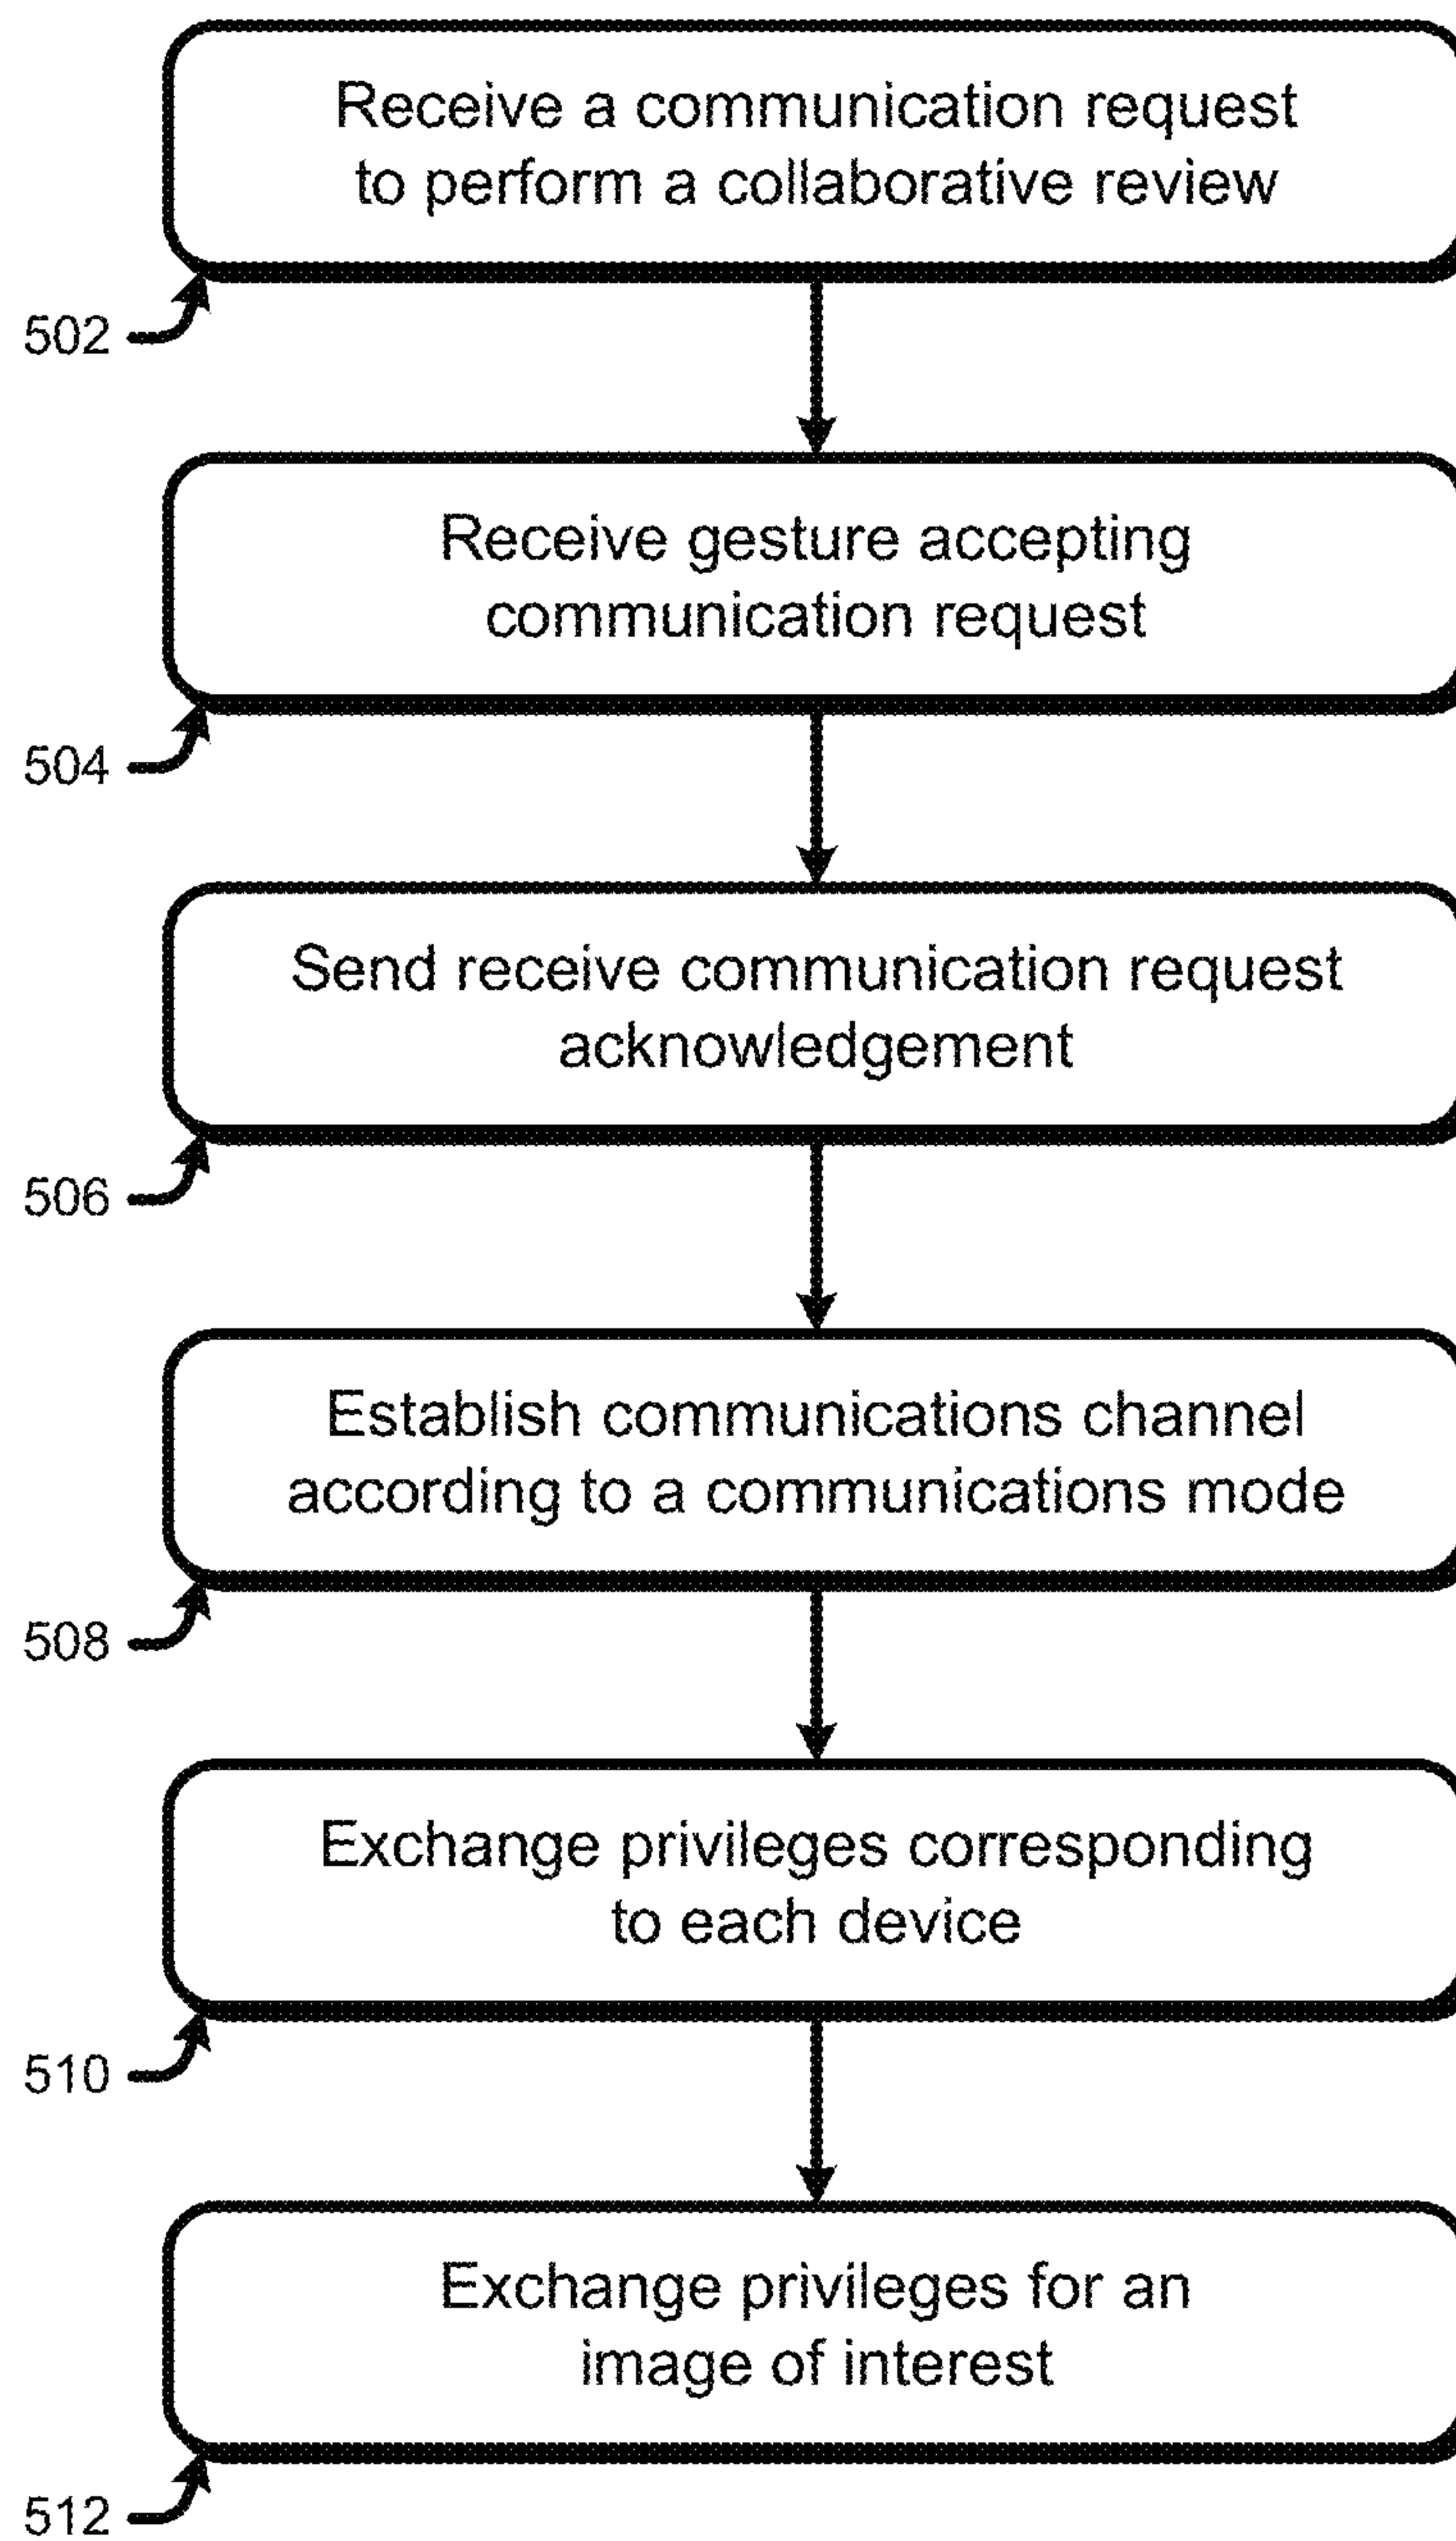 Receive a communication request
to perform a collaborative review
502
Receive gesture accepting
communication request
504
Send receive communication request
acknowledgement
506
Establish communications channel
according to a communications mode
508
Exchange privileges corresponding
to each device
510
Exchange privileges for an
image of interest
512